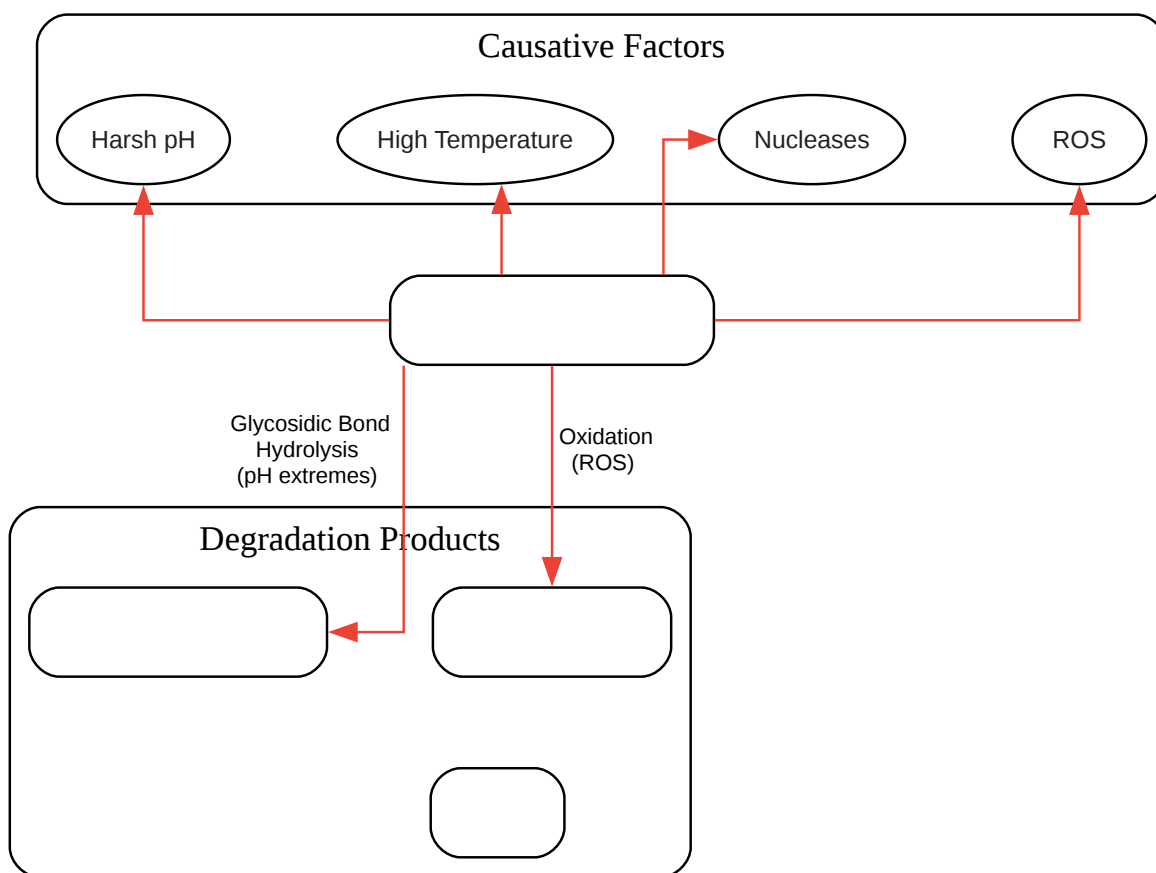 Causative Factors
Harsh pH
High Temperature
Nucleases
ROS
Glycosidic Bond
Hydrolysis
(pH extremes)
Oxidation
(ROS)
Degradation Products